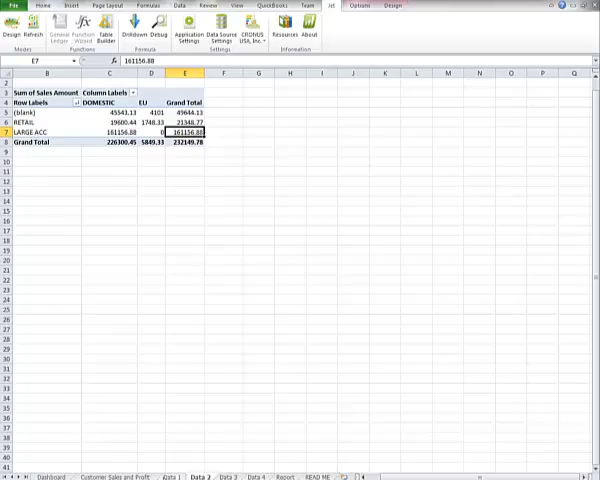 File Home Insert Page Layout Formulas Data Review View QuickBooks Team Jet Options Design
Design Refresh General Ledger Function Wizard Table Builder Drilldown Debug Application Settings Data Source Settings CRONUS USA, Inc. Resources About
Modes Functions Formula Settings Information
E7 fx 161156.88
B C D E F G H I J K L M N O P Q
2
3 Sum of Sales Amount Column Labels
4 Row Labels DOMESTIC EU Grand Total
5 (blank) 45543.13 4101 49644.13
6 RETAIL 19600.44 1748.33 21348.77
7 LARGE ACC 161156.88 0 161156.88
8 Grand Total 226300.45 5849.33 232149.78
9
10
11
12
13
14
15
16
17
18
19
20
21
22
23
24
25
26
27
28
29
30
31
32
33
34
35
36
37
38
39
40
41
Dashboard Customer Sales and Profit Data 1 Data 2 Data 3 Data 4 Report READ ME